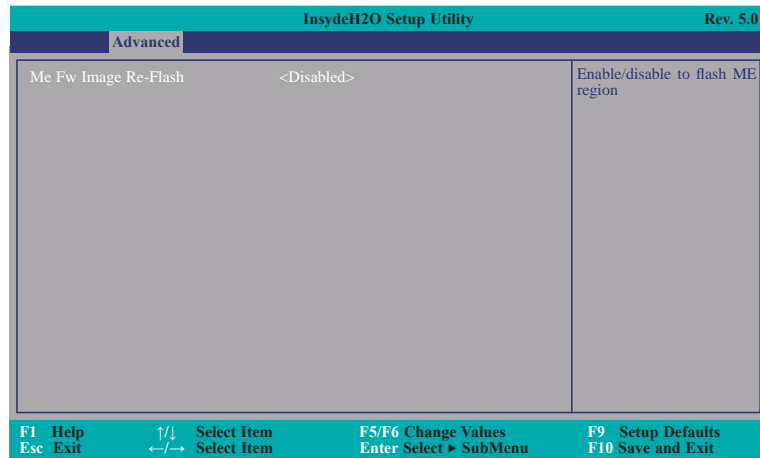 InsydeH2O Setup Utility Rev. 5.0
Advanced
Me Fw Image Re-Flash <Disabled>
Enable/disable to flash ME
region
F1 Help ↑/↓ Select Item F5/F6 Change Values F9 Setup Defaults
Esc Exit ←/→ Select Item Enter Select ▶ SubMenu F10 Save and Exit